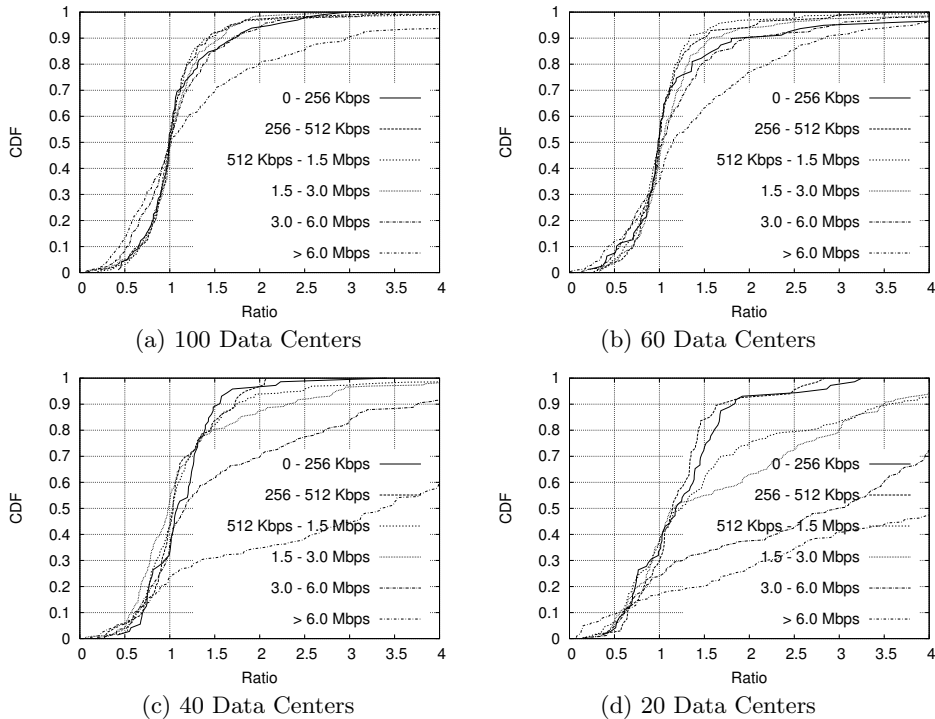 1
0.9
0.8
0.7
0.6
0.5
0.4
0.3
0.2
0.1
0
CDF
0 - 256 Kbps
256 - 512 Kbps
512 Kbps - 1.5 Mbps
1.5 - 3.0 Mbps
3.0 - 6.0 Mbps
> 6.0 Mbps
0 0.5 1 1.5 2 2.5 3 3.5 4
Ratio
(a) 100 Data Centers
1
0.9
0.8
0.7
0.6
0.5
0.4
0.3
0.2
0.1
0
CDF
0 - 256 Kbps
256 - 512 Kbps
512 Kbps - 1.5 Mbps
1.5 - 3.0 Mbps
3.0 - 6.0 Mbps
> 6.0 Mbps
0 0.5 1 1.5 2 2.5 3 3.5 4
Ratio
(b) 60 Data Centers
1
0.9
0.8
0.7
0.6
0.5
0.4
0.3
0.2
0.1
0
CDF
0 - 256 Kbps
256 - 512 Kbps
512 Kbps - 1.5 Mbps
1.5 - 3.0 Mbps
3.0 - 6.0 Mbps
> 6.0 Mbps
0 0.5 1 1.5 2 2.5 3 3.5 4
Ratio
(c) 40 Data Centers
1
0.9
0.8
0.7
0.6
0.5
0.4
0.3
0.2
0.1
0
CDF
0 - 256 Kbps
256 - 512 Kbps
512 Kbps - 1.5 Mbps
1.5 - 3.0 Mbps
3.0 - 6.0 Mbps
> 6.0 Mbps
0 0.5 1 1.5 2 2.5 3 3.5 4
Ratio
(d) 20 Data Centers